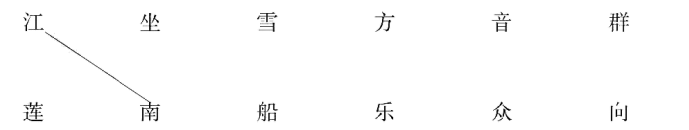 江 坐 雪 方 音 群
莲 南 船 乐 众 向